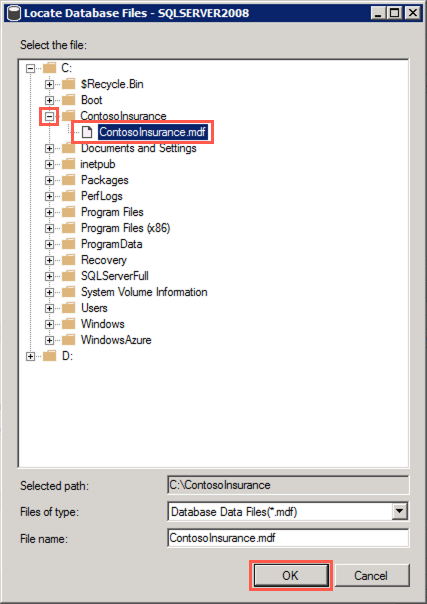 Locate Database Files - SQLSERVER2008
Select the file:
C:
$Recycle.Bin
Boot
ContosoInsurance
ContosoInsurance.mdf
Documents and Settings
inetpub
Packages
PerfLogs
Program Files
Program Files (x86)
ProgramData
Recovery
SQLServerFull
System Volume Information
Users
Windows
WindowsAzure
D:
Selected path: C:\ContosoInsurance
Files of type: Database Data Files(*.mdf)
File name: ContosoInsurance.mdf
OK Cancel